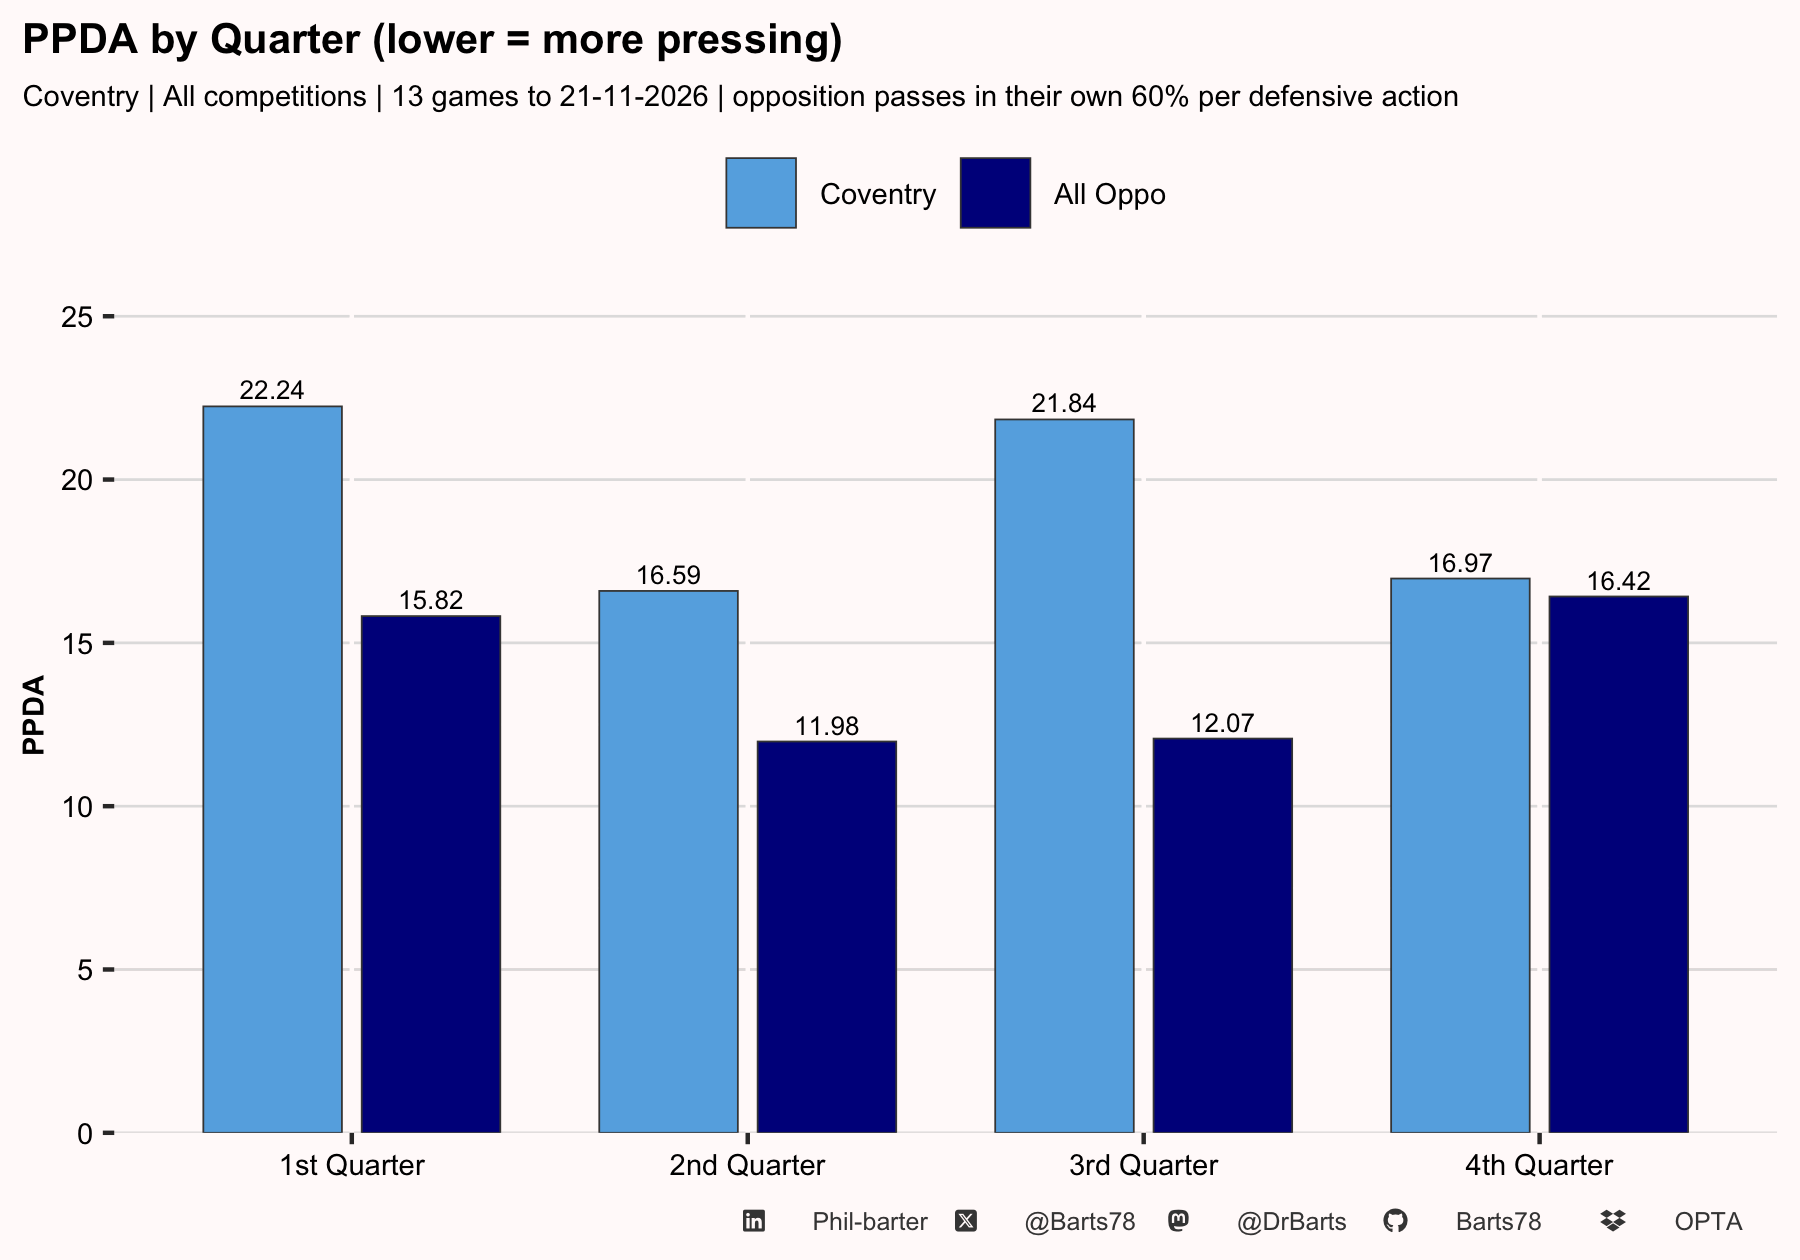 PPDA by Quarter (lower = more pressing)
Coventry | All competitions | 13 games to 21-11-2026 | opposition passes in their own 60% per defensive action
Coventry All Oppo
25
20
15
10
5
0
PPDA
22.24
15.82
16.59
11.98
21.84
12.07
16.97
16.42
1st Quarter 2nd Quarter 3rd Quarter 4th Quarter
Phil-barter @Barts78 @DrBarts Barts78 OPTA